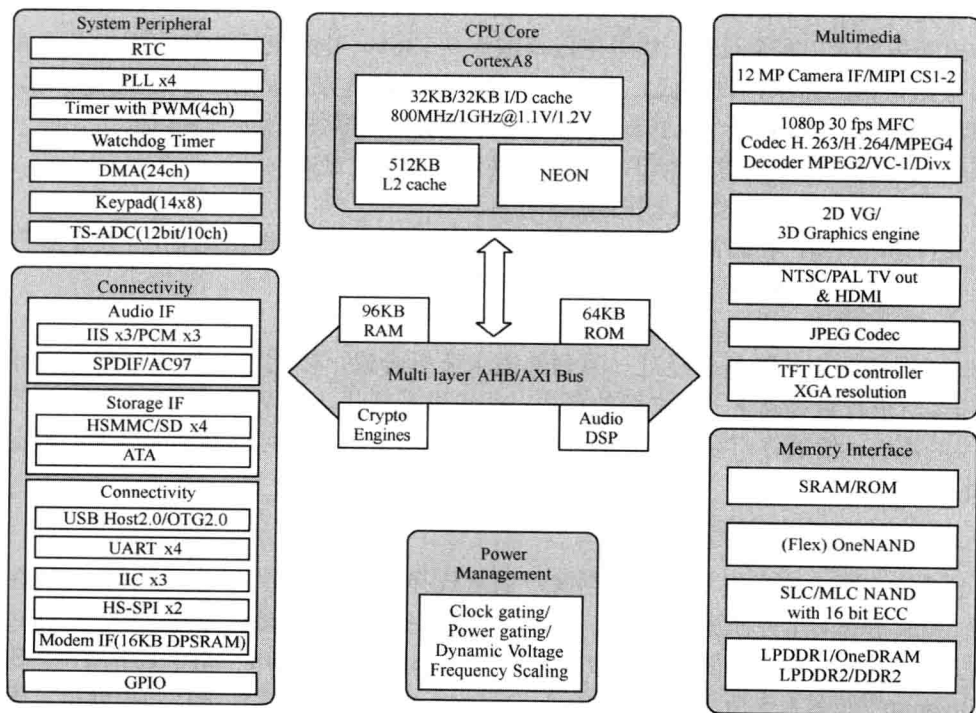 System Peripheral
RTC
PLL x4
Timer with PWM(4ch)
Watchdog Timer
DMA(24ch)
Keypad(14x8)
TS-ADC(12bit/10ch)
Connectivity
Audio IF
IIS x3/PCM x3
SPDIF/AC97
Storage IF
HSMMC/SD x4
ATA
Connectivity
USB Host2.0/OTG2.0
UART x4
IIC x3
HS-SPI x2
Modem IF(16KB DPSRAM)
GPIO
CPU Core
CortexA8
32KB/32KB I/D cache
800MHz/1GHz@1.1V/1.2V
512KB
L2 cache
NEON
96KB
RAM
64KB
ROM
Multi layer AHB/AXI Bus
Crypto
Engines
Audio
DSP
Power
Management
Clock gating/
Power gating/
Dynamic Voltage
Frequency Scaling
Multimedia
12 MP Camera IF/MIPI CS1-2
1080p 30 fps MFC
Codec H. 263/H .264/MPEG4
Decoder MPEG2/VC-1/Divx
2D VG/
3D Graphics engine
NTSC/PAL TV out
& HDMI
JPEG Codec
TFT LCD controller
XGA resolution
Memory Interface
SRAM/ROM
(Flex) OneNAND
SLC/MLC NAND
with 16 bit ECC
LPDDR1/OneDRAM
LPDDR2/DDR2